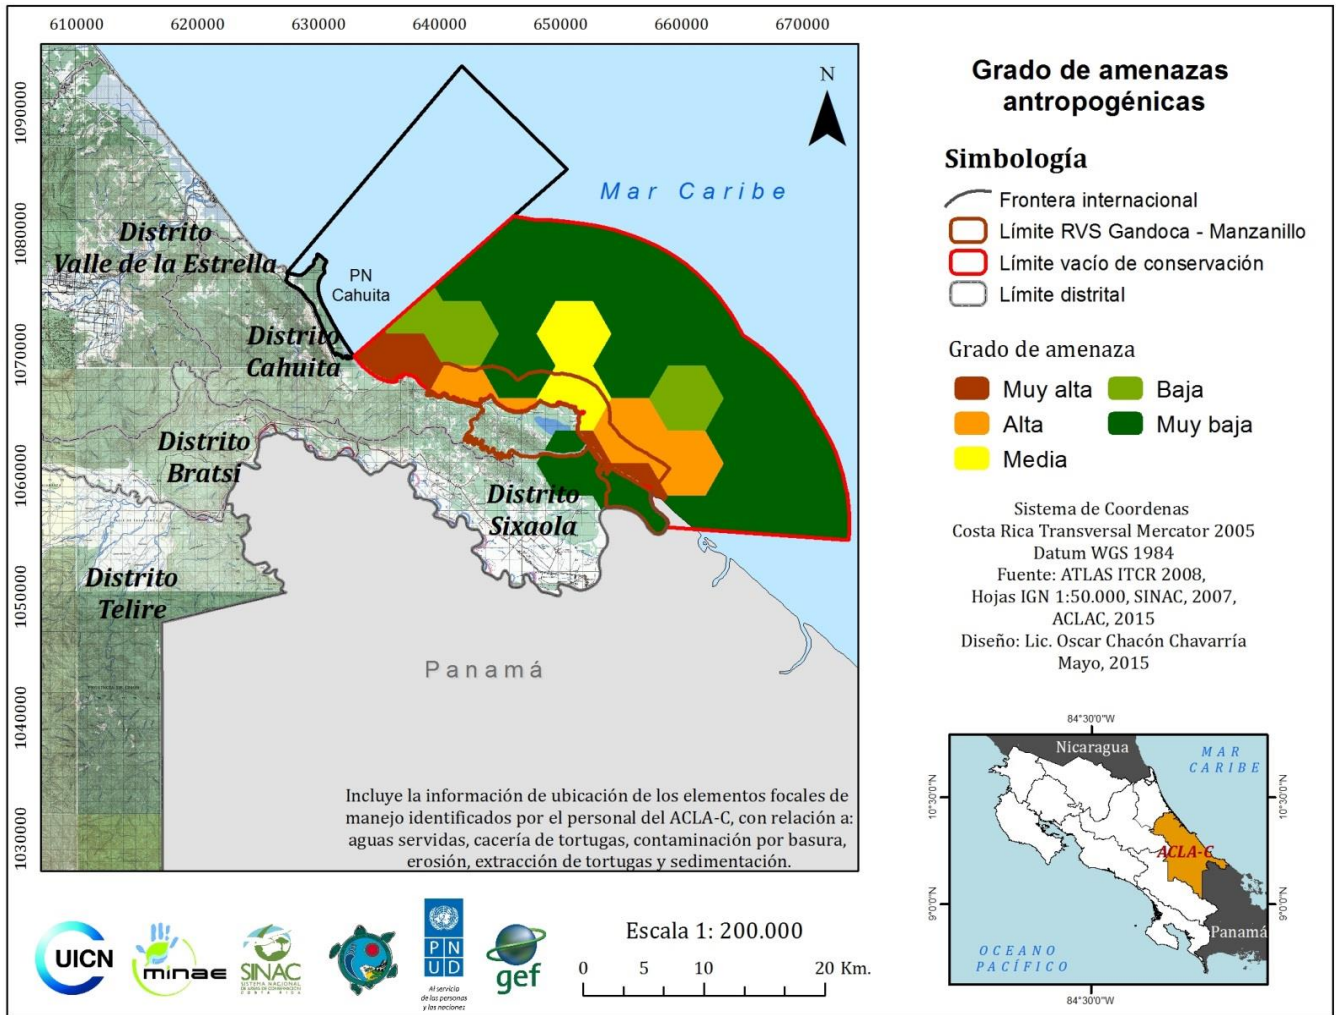 610000 620000 630000 640000 650000 660000 670000
1090000
1080000
1070000
1060000
1050000
1040000
1030000
N
Mar Caribe
Distrito
Valle de la Estrella
PN
Cahuita
Distrito
Cahuita
Distrito
Bratsi
Distrito
Sixaola
Distrito
Telire
Panamá
Incluye la información de ubicación de los elementos focales de
manejo identificados por el personal del ACLA-C, con relación a:
aguas servidas, cacería de tortugas, contaminación por basura,
erosión, extracción de tortugas y sedimentación.
Grado de amenazas
antropogénicas
Simbología
Frontera internacional
Límite RVS Gandoca - Manzanillo
Límite vacío de conservación
Límite distrital
Grado de amenaza
Muy alta
Baja
Alta
Muy baja
Media
Sistema de Coordenas
Costa Rica Transversal Mercator 2005
Datum WGS 1984
Fuente: ATLAS ITCR 2008,
Hojas IGN 1:50.000, SINAC, 2007,
ACLAC, 2015
Diseño: Lic. Oscar Chacón Chavarría
Mayo, 2015
84°30'0"W
Nicaragua
MAR
CARIBE
10°30'0"N
10°30'0"N
ACLA-C
9°0'0"N
9°0'0"N
Panamá
OCEANO
PACÍFICO
84°30'0"W
UICN
minae
SINAC
SISTEMA NACIONAL
DE AREAS DE CONSERVACION
COSTA RICA
P N
U D
Al servicio
de las personas
y las naciones
gef
Escala 1: 200.000
0 5 10 20 Km.